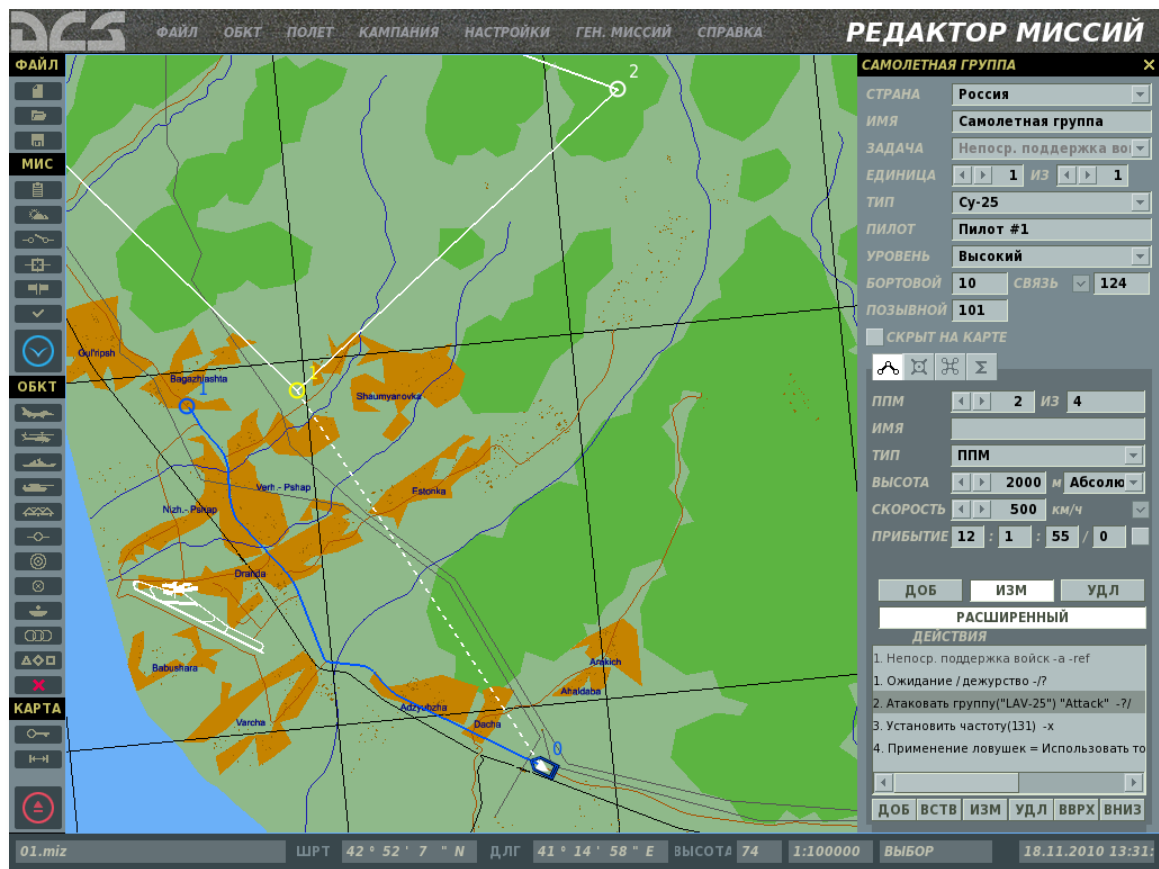 DCS ФАЙЛ ОБКТ ПОЛЕТ КАМПАНИЯ НАСТРОЙКИ ГЕН. МИССИЙ СПРАВКА РЕДАКТОР МИССИЙ
ФАЙЛ
МИС
ОБКТ
КАРТА
2
1
1
0
Gul'ripsh
Bagazhiashta
Shaumyanovka
Verh.- Pshap
Estonka
Nizh.- Pshap
Dranda
Babushara
Arakich
Ahaldaba
Adzyubzha
Dacha
Varcha
САМОЛЕТНАЯ ГРУППА
СТРАНА Россия
ИМЯ Самолетная группа
ЗАДАЧА Непоср. поддержка вой
ЕДИНИЦА 1 ИЗ 1
ТИП Су-25
ПИЛОТ Пилот #1
УРОВЕНЬ Высокий
БОРТОВОЙ 10 СВЯЗЬ 124
ПОЗЫВНОЙ 101
СКРЫТ НА КАРТЕ
Σ
ППМ 2 ИЗ 4
ИМЯ
ТИП ППМ
ВЫСОТА 2000 м Абсолю
СКОРОСТЬ 500 км/ч
ПРИБЫТИЕ 12 : 1 : 55 / 0
ДОБ ИЗМ УДЛ
РАСШИРЕННЫЙ
ДЕЙСТВИЯ
1. Непоср. поддержка войск -a -ref
1. Ожидание / дежурство -/?
2. Атаковать группу("LAV-25") "Attack" -?/
3. Установить частоту(131) -x
4. Применение ловушек = Использовать то
ДОБ ВСТВ ИЗМ УДЛ ВВРХ ВНИЗ
01.miz ШРТ 42 ° 52 ' 7 " N ДЛГ 41 ° 14 ' 58 " E ВЫСОТА 74 1:100000 ВЫБОР 18.11.2010 13:31: